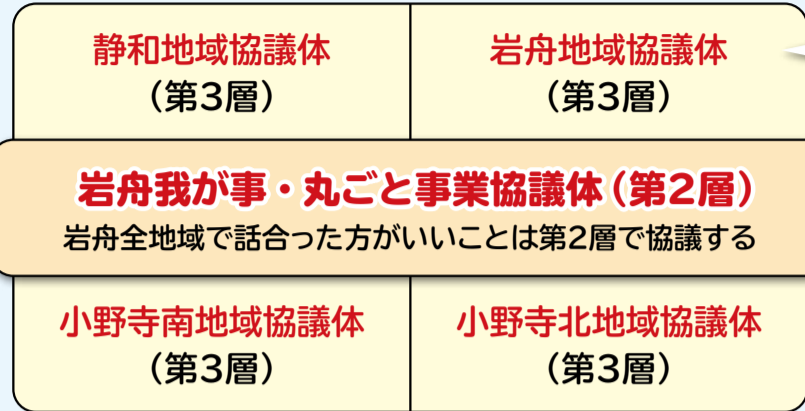 静和地域協議体
（第3層）
岩舟地域協議体
（第3層）
岩舟我が事・丸ごと事業協議体（第2層）
岩舟全地域で話合った方がいいことは第2層で協議する
小野寺南地域協議体
（第3層）
小野寺北地域協議体
（第3層）